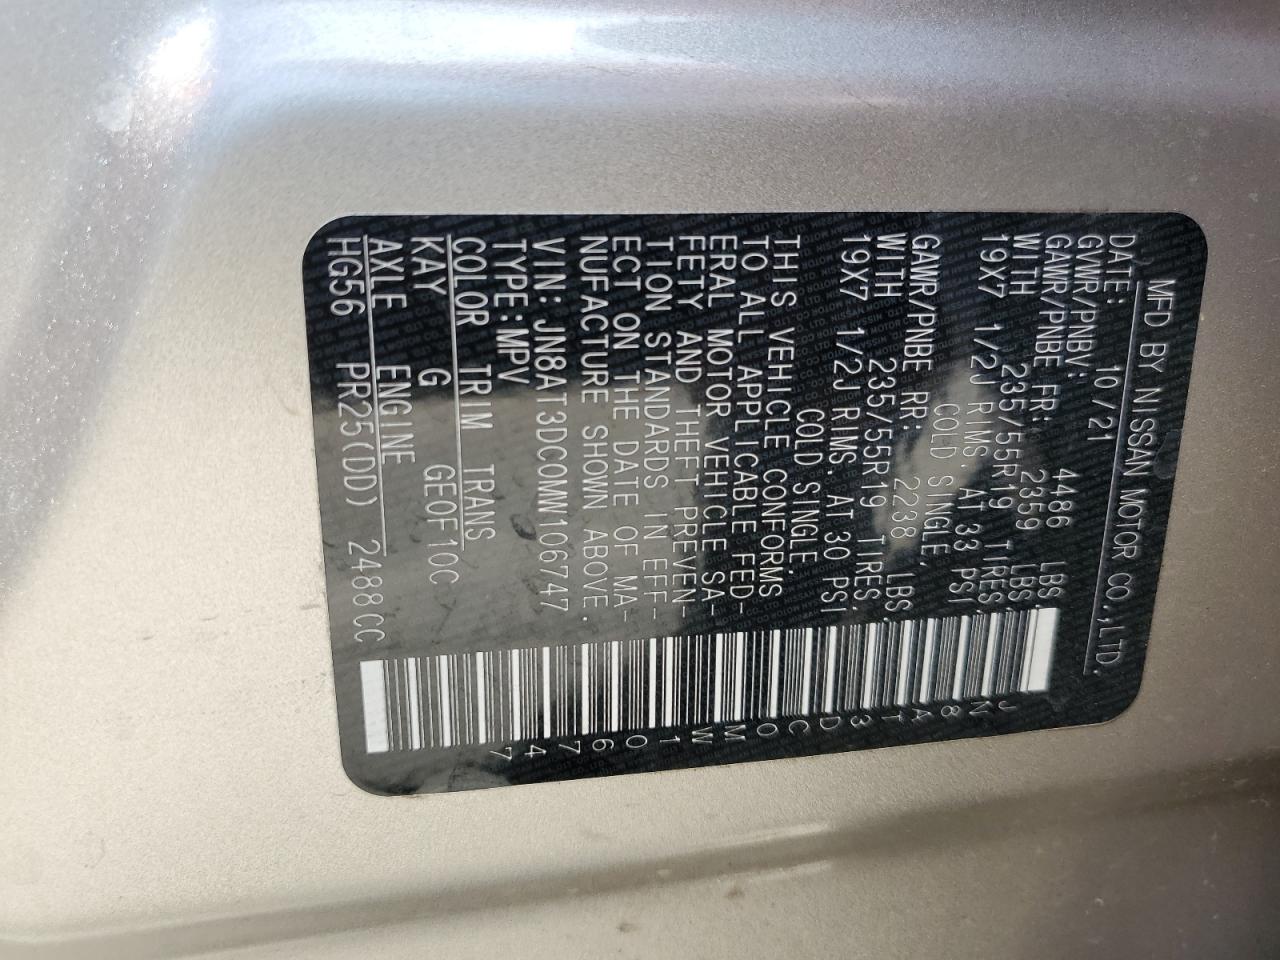 MFD BY NISSAN MOTOR CO.,LTD.
DATE: 10/21
GVWR/PNBV: 4486 LBS
GAWR/PNBE FR: 2359 LBS
WITH 235/55R19 TIRES,
19X7 1/2J RIMS. AT 33 PSI
COLD SINGLE,
GAWR/PNBE RR: 2238 LBS,
WITH 235/55R19 TIRES,
19X7 1/2J RIMS. AT 30 PSI
COLD SINGLE.
THIS VEHICLE CONFORMS
TO ALL APPLICABLE FED-
ERAL MOTOR VEHICLE SA-
FETY AND THEFT PREVEN-
TION STANDARDS IN EFF-
ECT ON THE DATE OF MA-
NUFACTURE SHOWN ABOVE.
VIN: JN8AT3DC0MW106747
TYPE:MPV
COLOR TRIM TRANS
KAY G GE0F10C
AXLE ENGINE
HG56 PR25(DD) 2488CC
JN8AT3DC0MW106747